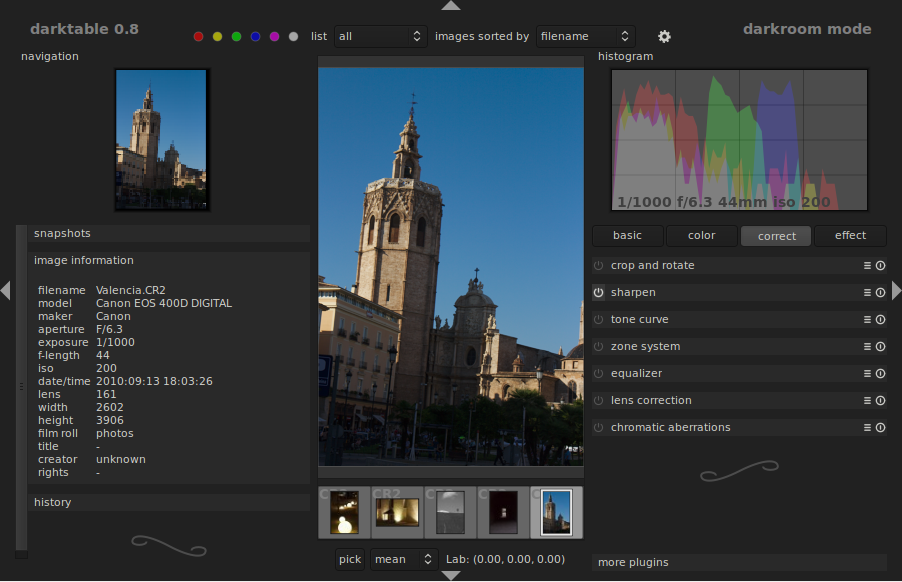 darktable 0.8
list all images sorted by filename
darkroom mode
navigation
histogram
1/1000 f/6.3 44mm iso 200
snapshots
image information
filename Valencia.CR2
model Canon EOS 400D DIGITAL
maker Canon
aperture F/6.3
exposure 1/1000
f-length 44
iso 200
date/time 2010:09:13 18:03:26
lens 161
width 2602
height 3906
film roll photos
title -
creator unknown
rights -
history
basic color correct effect
crop and rotate
sharpen
tone curve
zone system
equalizer
lens correction
chromatic aberrations
CR2
pick mean Lab: (0.00, 0.00, 0.00)
more plugins